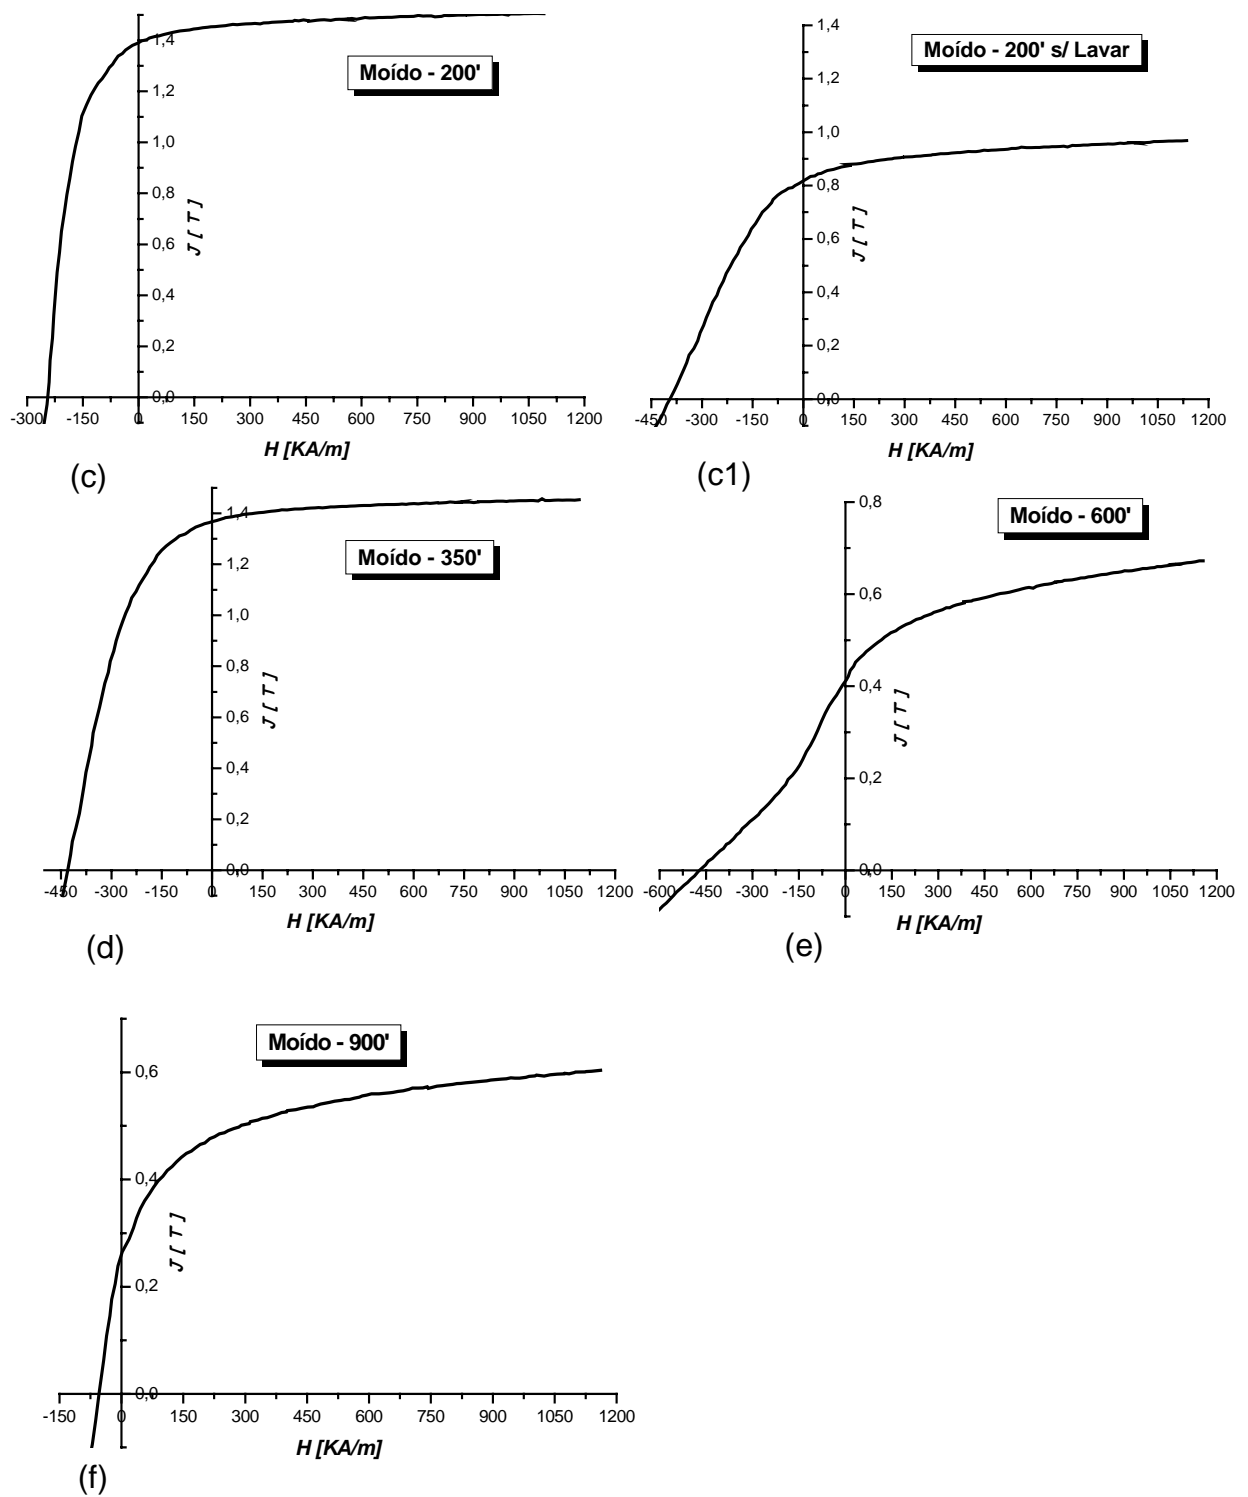 Moído - 200'
1,4
1,2
1,0
0,8
0,6
0,4
0,2
0,0
J [ T ]
-300 -150 0 150 300 450 600 750 900 1050 1200
H [KA/m]
(c)
Moído - 200' s/ Lavar
1,4
1,2
1,0
0,8
0,6
0,4
0,2
0,0
J [ T ]
-450 -300 -150 0 150 300 450 600 750 900 1050 1200
H [KA/m]
(c1)
Moído - 350'
1,4
1,2
1,0
0,8
0,6
0,4
0,2
0,0
J [ T ]
-450 -300 -150 0 150 300 450 600 750 900 1050 1200
H [KA/m]
(d)
Moído - 600'
0,8
0,6
0,4
0,2
0,0
J [ T ]
-600 -450 -300 -150 0 150 300 450 600 750 900 1050 1200
H [KA/m]
(e)
Moído - 900'
0,6
0,4
0,2
0,0
J [ T ]
-150 0 150 300 450 600 750 900 1050 1200
H [KA/m]
(f)